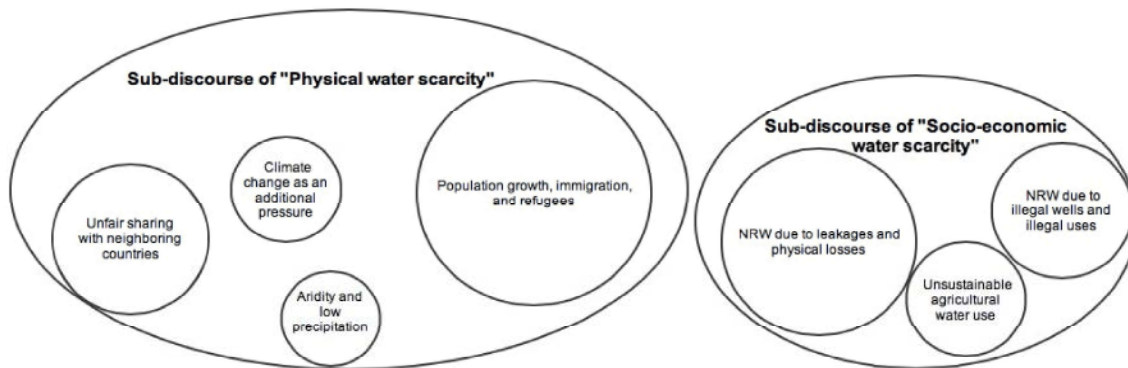 Sub-discourse of "Physical water scarcity"
Climate
change as an
additional
pressure
Population growth, immigration,
and refugees
Unfair sharing
with neighboring
countries
Aridity and
low
precipitation
Sub-discourse of "Socio-economic
water scarcity"
NRW due to
illegal wells and
illegal uses
NRW due to leakages and
physical losses
Unsustainable
agricultural
water use